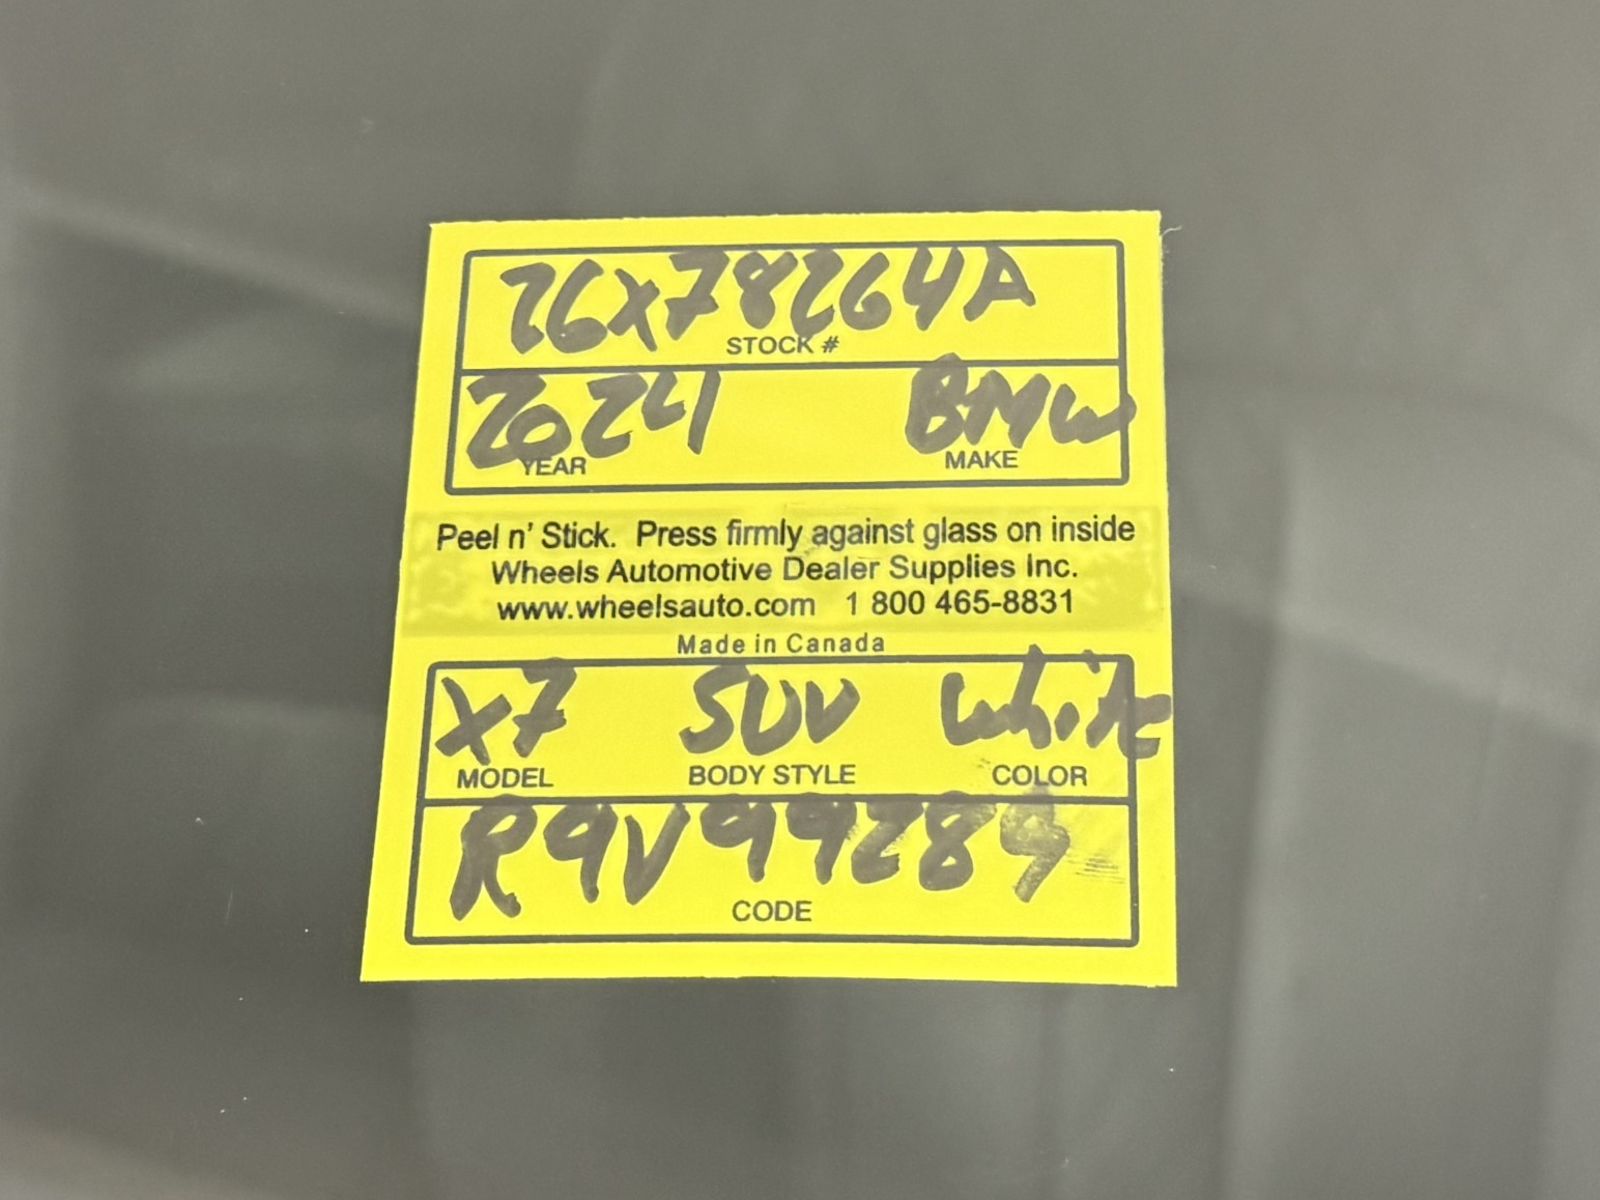 26X78264A
STOCK #
2024 BMW
YEAR MAKE
Peel n' Stick. Press firmly against glass on inside
Wheels Automotive Dealer Supplies Inc.
www.wheelsauto.com 1 800 465-8831
Made in Canada
X7 SUV White
MODEL BODY STYLE COLOR
R9V99289
CODE